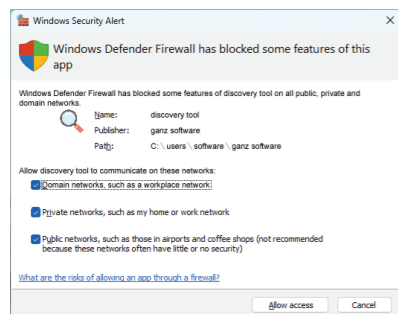 Windows Security Alert
Windows Defender Firewall has blocked some features of this
app
Windows Defender Firewall has blocked some features of discovery tool on all public, private and
domain networks.
Name: discovery tool
Publisher: ganz software
Path: C: \ users \ software \ ganz software
Allow discovery tool to communicate on these networks:
Domain networks, such as a workplace network
Private networks, such as my home or work network
Public networks, such as those in airports and coffee shops (not recommended
because these networks often have little or no security)
What are the risks of allowing an app through a firewall?
Allow access Cancel